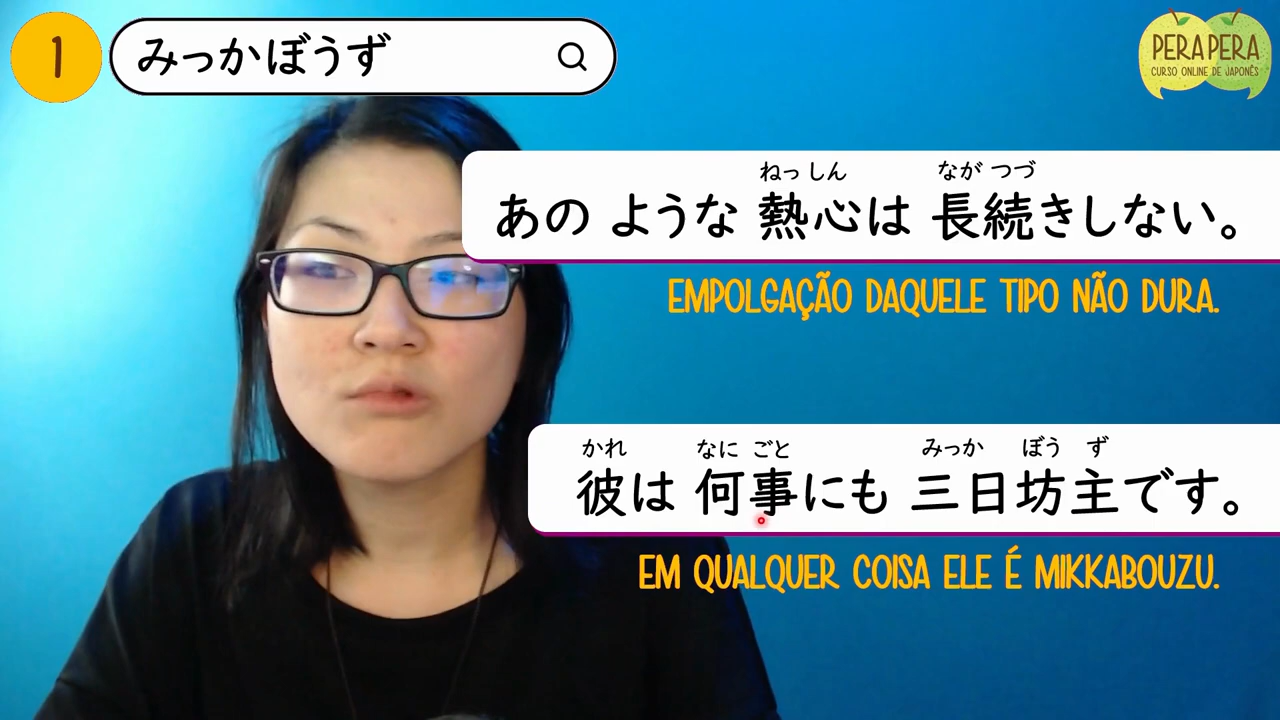 1
みっかぼうず
PERA PERA
CURSO ONLINE DE JAPONÊS
ねっしん ながつづ
あの ような 熱心は 長続きしない。
EMPOLGAÇÃO DAQUELE TIPO NÃO DURA.
かれ なに ごと みっか ぼう ず
彼は 何事にも 三日坊主です。
EM QUALQUER COISA ELE É MIKKABOUZU.